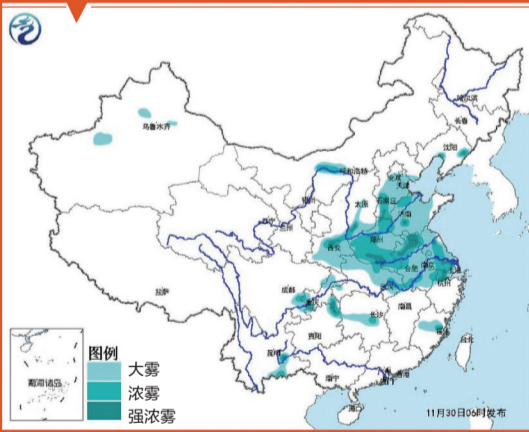 哈尔滨
长春
乌鲁木齐
沈阳
呼和浩特
北京
天津
银川
太原
石家庄
济南
西宁
兰州
西安
郑州
合肥
南京
上海
杭州
拉萨
成都
重庆
武汉
长沙
南昌
贵阳
福州
台北
昆明
南宁
香港
澳门
海口
南海诸岛
图例
大雾
浓雾
强浓雾
11月30日06时发布